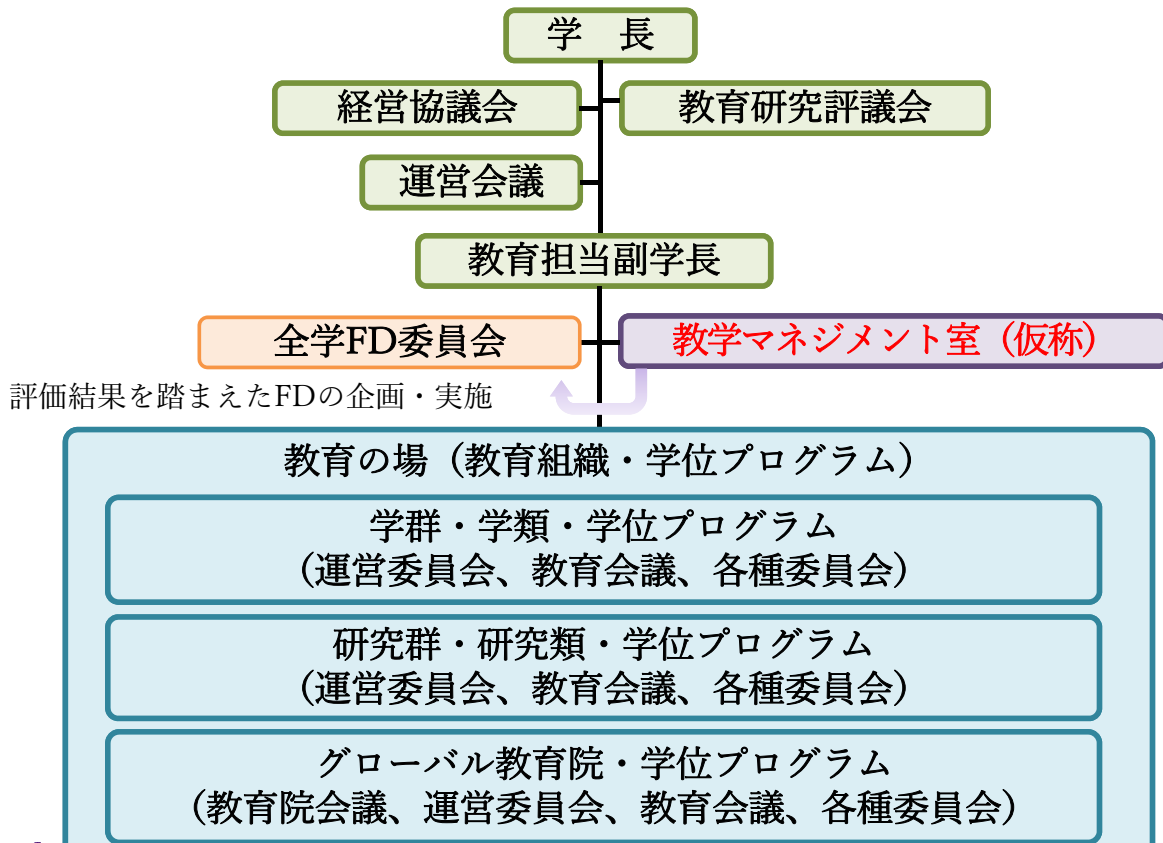 学　長
経営協議会
教育研究評議会
運営会議
教育担当副学長
全学FD委員会
教学マネジメント室（仮称）
評価結果を踏まえたFDの企画・実施
教育の場（教育組織・学位プログラム）
学群・学類・学位プログラム
（運営委員会、教育会議、各種委員会）
研究群・研究類・学位プログラム
（運営委員会、教育会議、各種委員会）
グローバル教育院・学位プログラム
（教育院会議、運営委員会、教育会議、各種委員会）